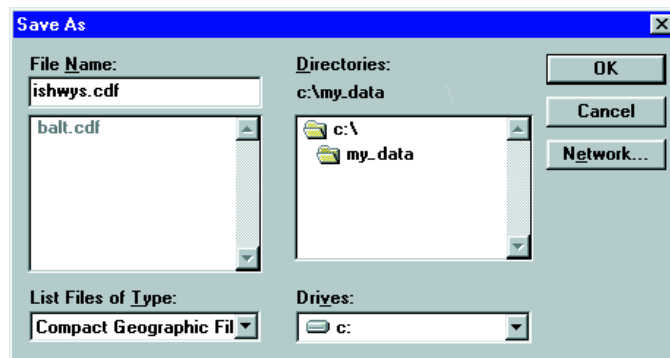 Save As
File Name:
ishwys.cdf
balt.cdf
List Files of Type:
Compact Geographic Fil
Directories:
c:\my_data
c:\
my_data
Drives:
c:
OK
Cancel
Network...